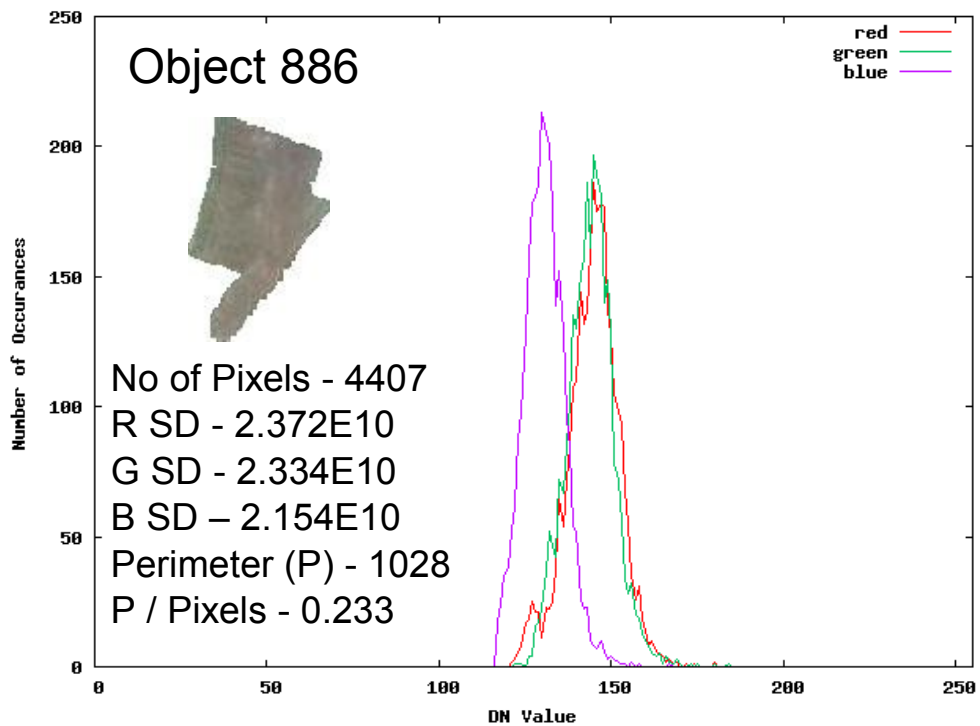 250
200
150
100
50
0
Number of Occurances
Object 886
red
green
blue
No of Pixels - 4407
R SD - 2.372E10
G SD - 2.334E10
B SD – 2.154E10
Perimeter (P) - 1028
P / Pixels - 0.233
0 50 100 150 200 250
DN Value